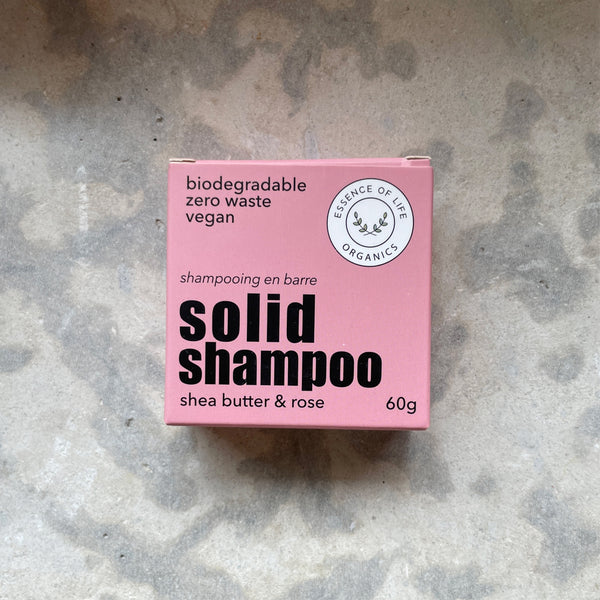 biodegradable
zero waste
vegan
ESSENCE OF LIFE
ORGANICS
shampooing en barre
solid
shampoo
shea butter & rose
60g